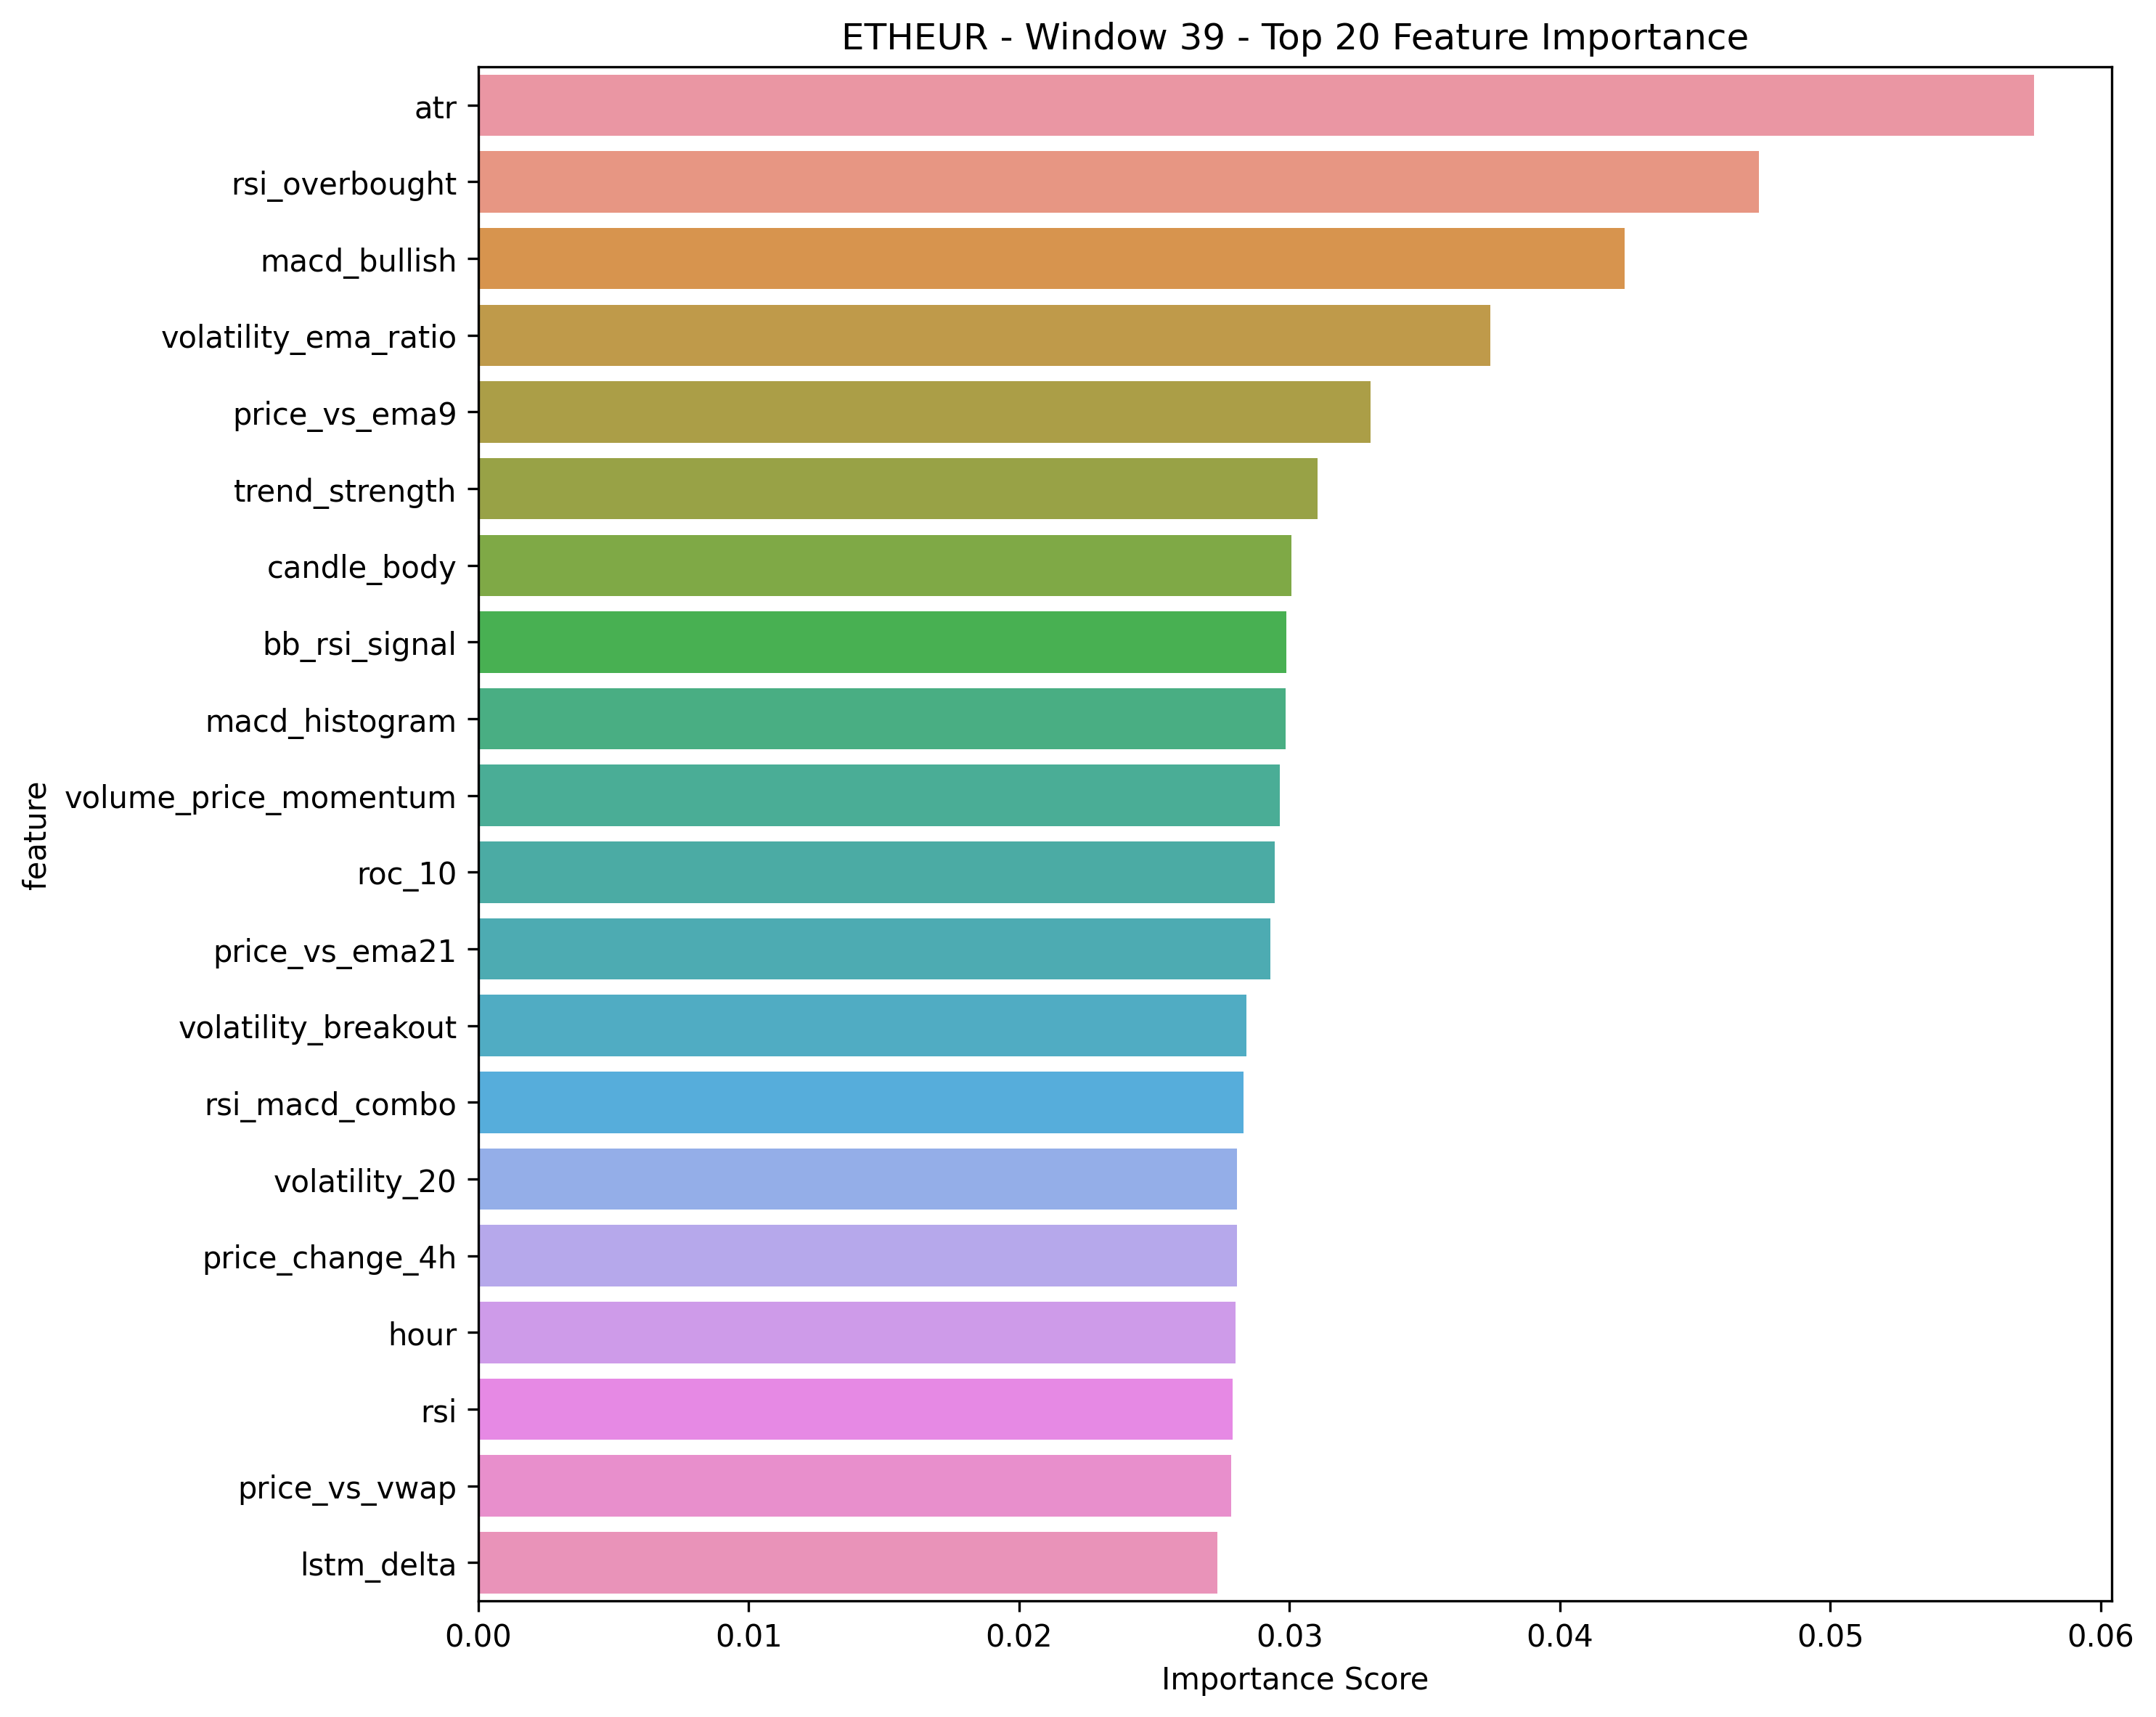 ETHEUR - Window 39 - Top 20 Feature Importance
atr
rsi_overbought
macd_bullish
volatility_ema_ratio
price_vs_ema9
trend_strength
candle_body
bb_rsi_signal
macd_histogram
volume_price_momentum
roc_10
price_vs_ema21
volatility_breakout
rsi_macd_combo
volatility_20
price_change_4h
hour
rsi
price_vs_vwap
lstm_delta
feature
0.00 0.01 0.02 0.03 0.04 0.05 0.06
Importance Score